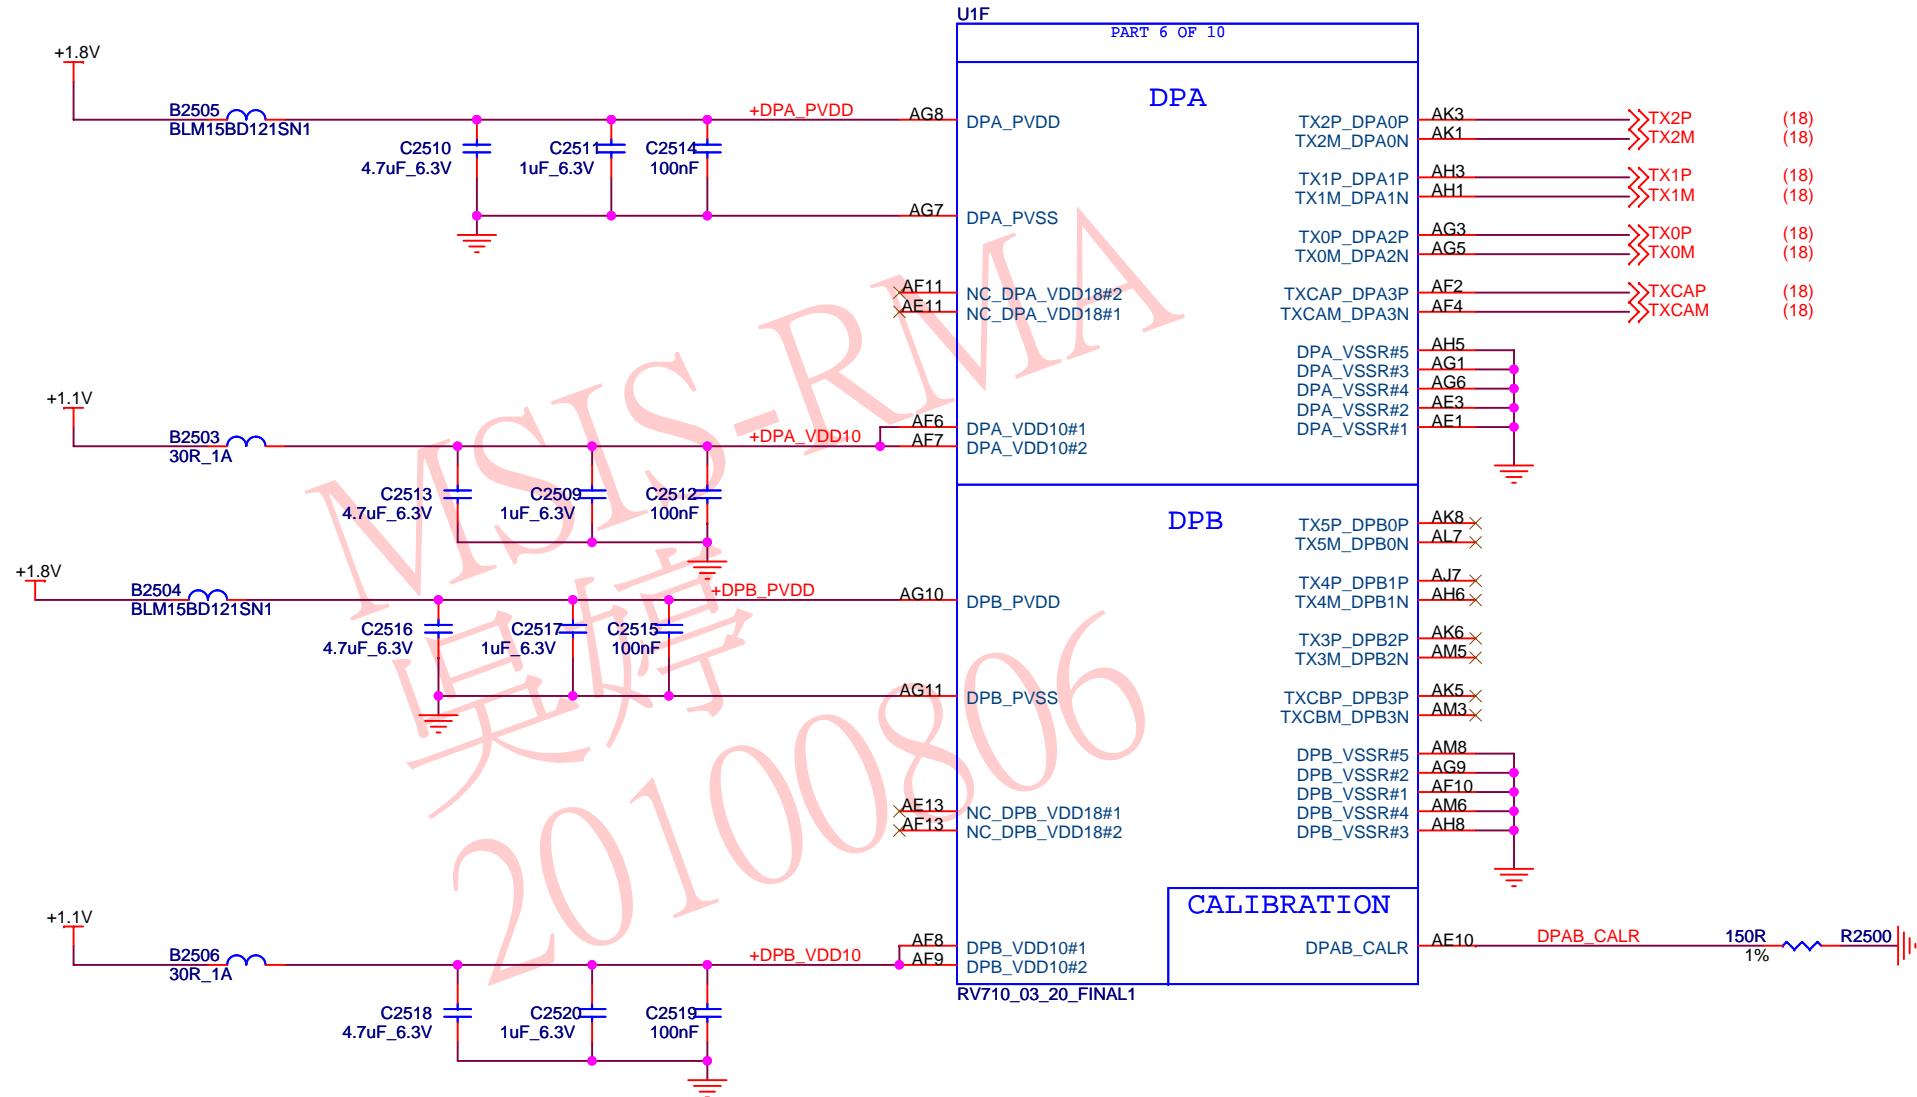 U1F
PART 6 OF 10
+1.8V
B2505
BLM15BD121SN1
+DPA_PVDD
C2510
4.7uF_6.3V
C2511
1uF_6.3V
C2514
100nF
AG8
DPA_PVDD
AG7
DPA_PVSS
AF11
NC_DPA_VDD18#2
AE11
NC_DPA_VDD18#1
+1.1V
B2503
30R_1A
+DPA_VDD10
C2513
4.7uF_6.3V
C2509
1uF_6.3V
C2512
100nF
AF6
DPA_VDD10#1
AF7
DPA_VDD10#2
DPA
TX2P_DPA0P AK3 TX2P (18)
TX2M_DPA0N AK1 TX2M (18)
TX1P_DPA1P AH3 TX1P (18)
TX1M_DPA1N AH1 TX1M (18)
TX0P_DPA2P AG3 TX0P (18)
TX0M_DPA2N AG5 TX0M (18)
TXCAP_DPA3P AF2 TXCAP (18)
TXCAM_DPA3N AF4 TXCAM (18)
DPA_VSSR#5 AH5
DPA_VSSR#3 AG1
DPA_VSSR#4 AG6
DPA_VSSR#2 AE3
DPA_VSSR#1 AE1
+1.8V
B2504
BLM15BD121SN1
+DPB_PVDD
C2516
4.7uF_6.3V
C2517
1uF_6.3V
C2515
100nF
AG10
DPB_PVDD
AG11
DPB_PVSS
AE13
NC_DPB_VDD18#1
AF13
NC_DPB_VDD18#2
+1.1V
B2506
30R_1A
+DPB_VDD10
C2518
4.7uF_6.3V
C2520
1uF_6.3V
C2519
100nF
AF8
DPB_VDD10#1
AF9
DPB_VDD10#2
DPB
TX5P_DPB0P AK8
TX5M_DPB0N AL7
TX4P_DPB1P AJ7
TX4M_DPB1N AH6
TX3P_DPB2P AK6
TX3M_DPB2N AM5
TXCBP_DPB3P AK5
TXCBM_DPB3N AM3
DPB_VSSR#5 AM8
DPB_VSSR#2 AG9
DPB_VSSR#1 AF10
DPB_VSSR#4 AM6
DPB_VSSR#3 AH8
CALIBRATION
DPAB_CALR AE10 DPAB_CALR 150R R2500
1%
RV710_03_20_FINAL1
MSIS-RMA
吳婷
20100806